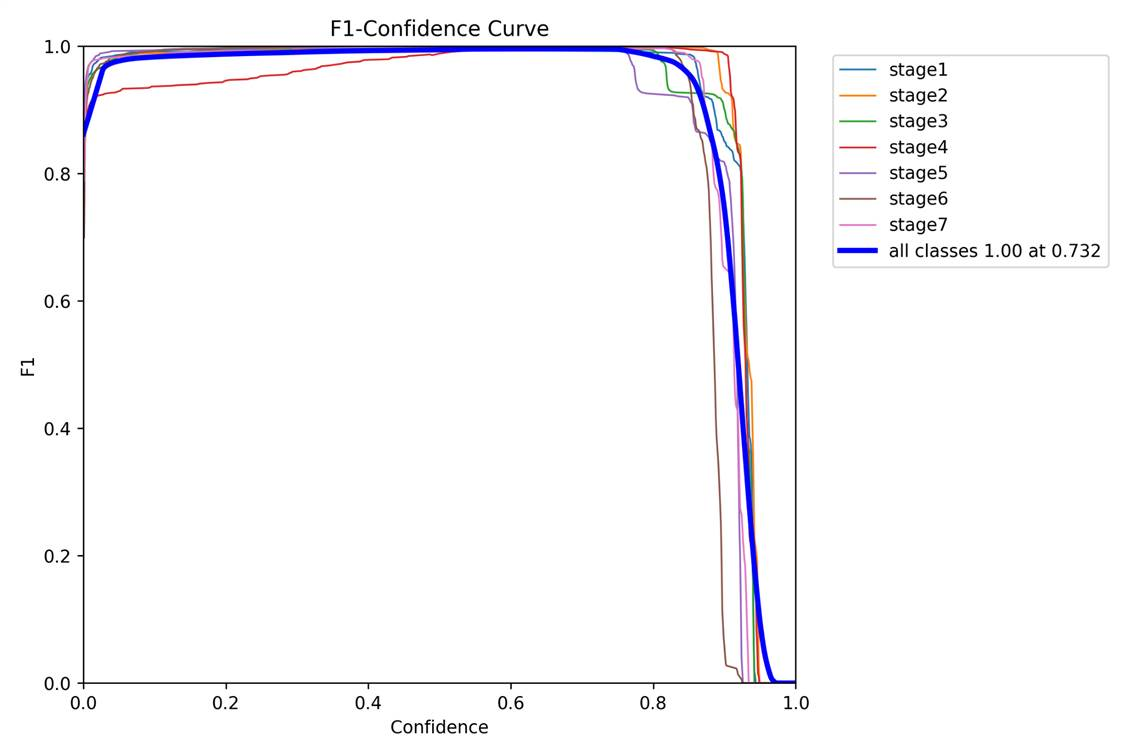 F1-Confidence Curve
1.0
0.8
0.6
0.4
0.2
0.0
F1
0.0 0.2 0.4 0.6 0.8 1.0
Confidence
stage1
stage2
stage3
stage4
stage5
stage6
stage7
all classes 1.00 at 0.732